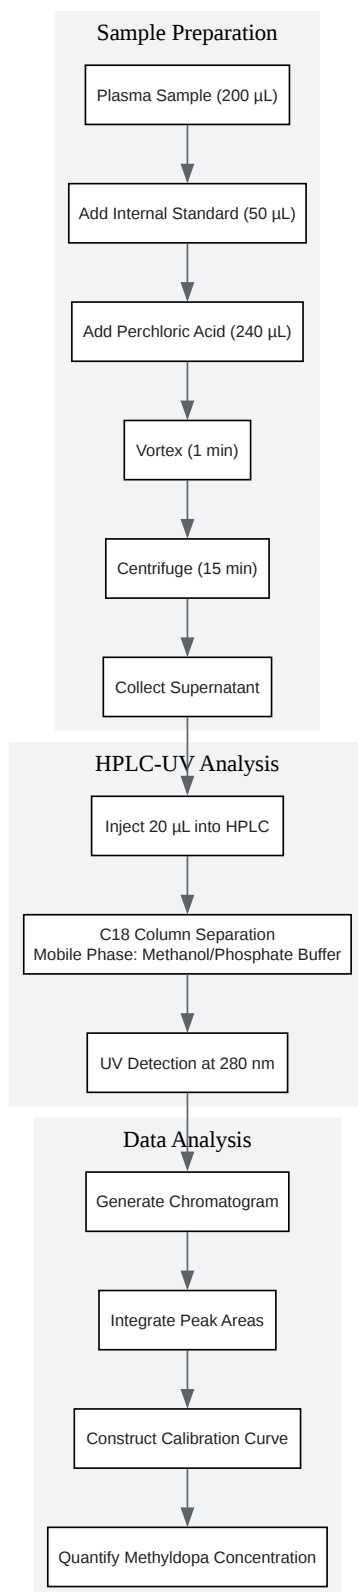 Sample Preparation
Plasma Sample (200 µL)
Add Internal Standard (50 µL)
Add Perchloric Acid (240 µL)
Vortex (1 min)
Centrifuge (15 min)
Collect Supernatant
HPLC-UV Analysis
Inject 20 µL into HPLC
C18 Column Separation
Mobile Phase: Methanol/Phosphate Buffer
UV Detection at 280 nm
Data Analysis
Generate Chromatogram
Integrate Peak Areas
Construct Calibration Curve
Quantify Methyldopa Concentration